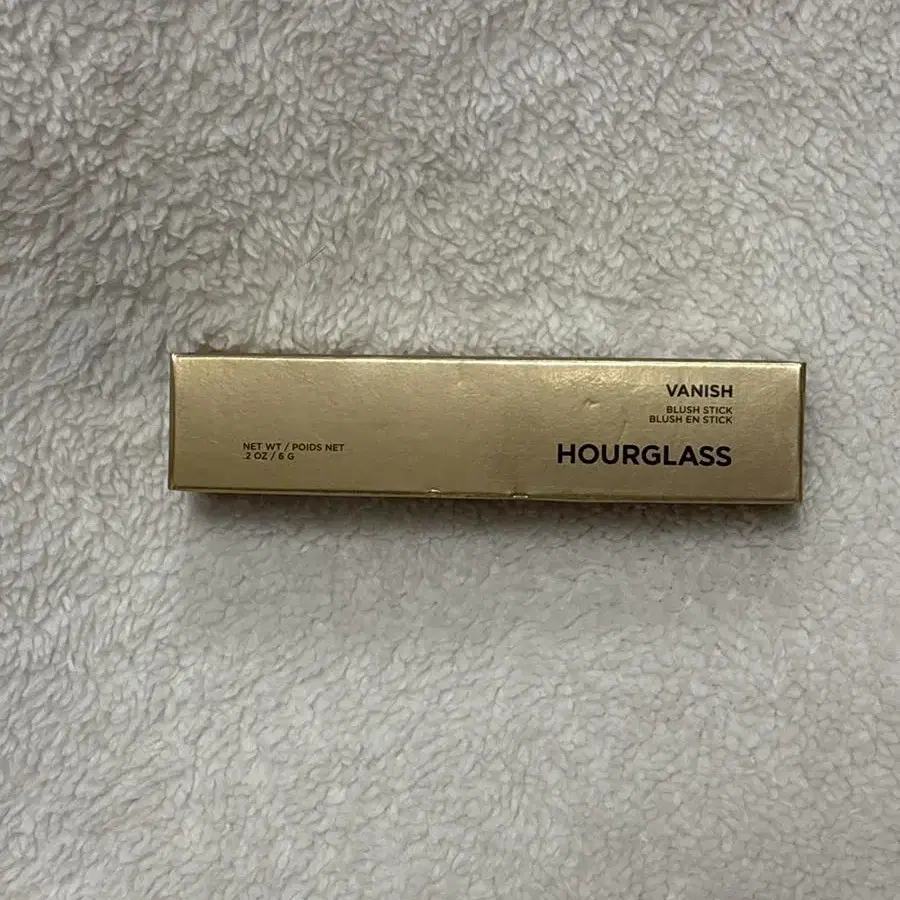 VANISH
BLUSH STICK
BLUSH EN STICK
NET WT / POIDS NET
.2 OZ / 6 G
HOURGLASS